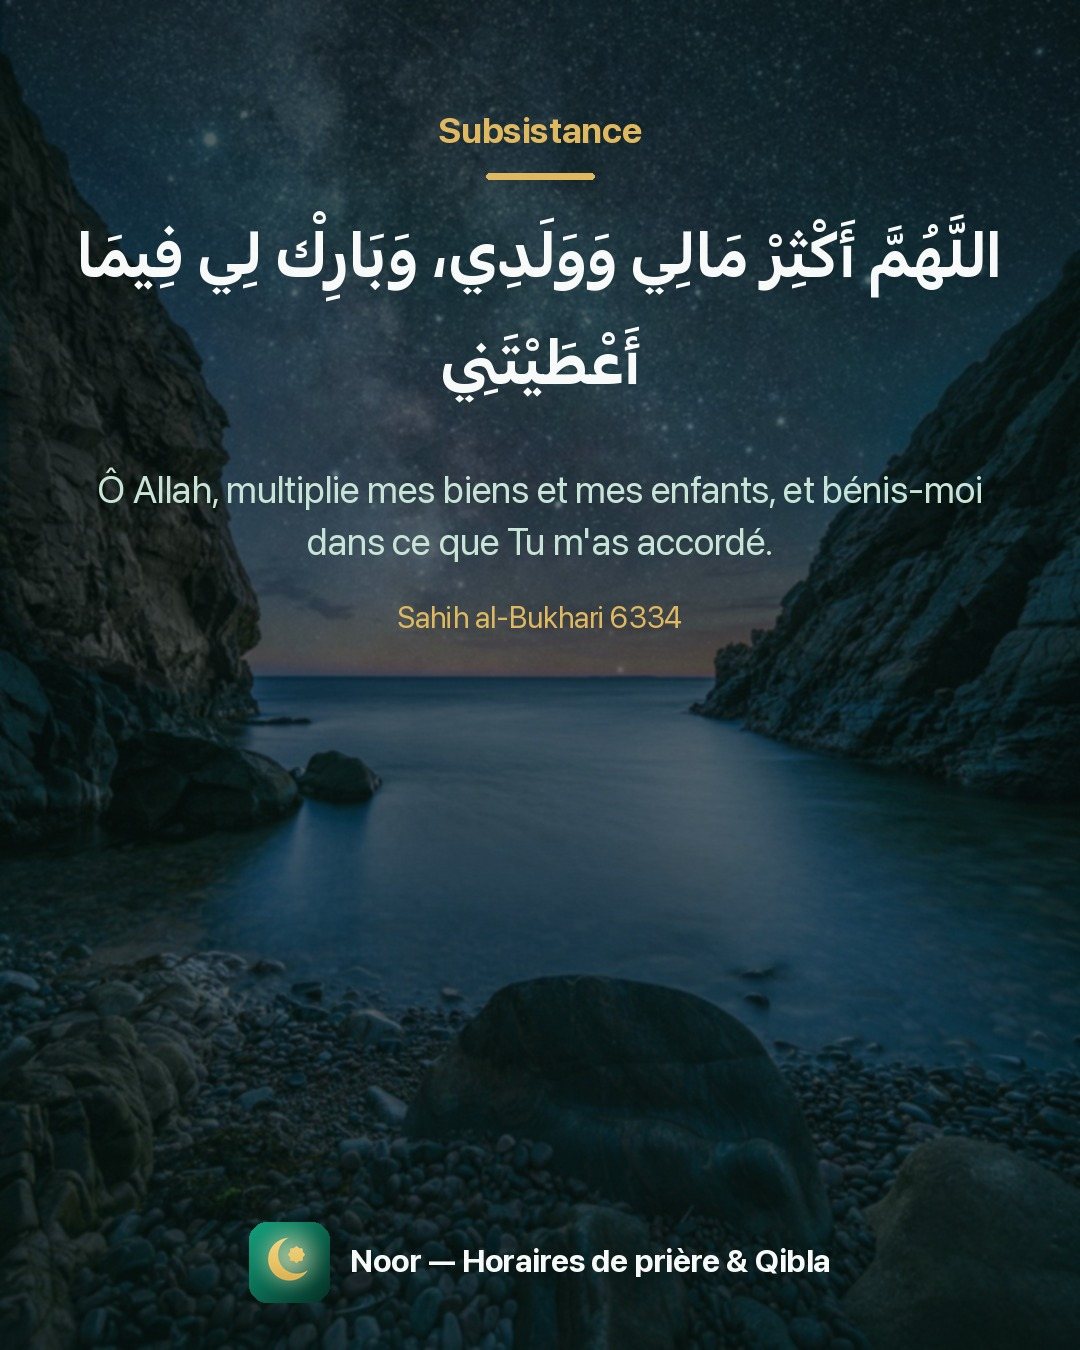 Subsistance
اللَّهُمَّ أَكْثِرْ مَالِي وَوَلَدِي، وَبَارِكْ لِي فِيمَا
أَعْطَيْتَنِي
Ô Allah, multiplie mes biens et mes enfants, et bénis-moi
dans ce que Tu m'as accordé.
Sahih al-Bukhari 6334
Noor — Horaires de prière & Qibla